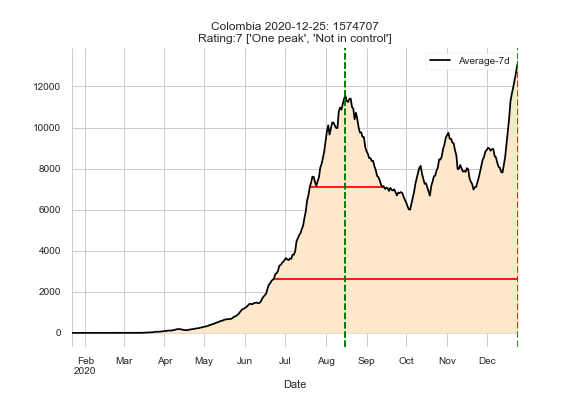 Colombia 2020-12-25: 1574707
Rating:7 ['One peak', 'Not in control']
Average-7d
12000
10000
8000
6000
4000
2000
0
Feb Mar Apr May Jun Jul Aug Sep Oct Nov Dec
2020
Date